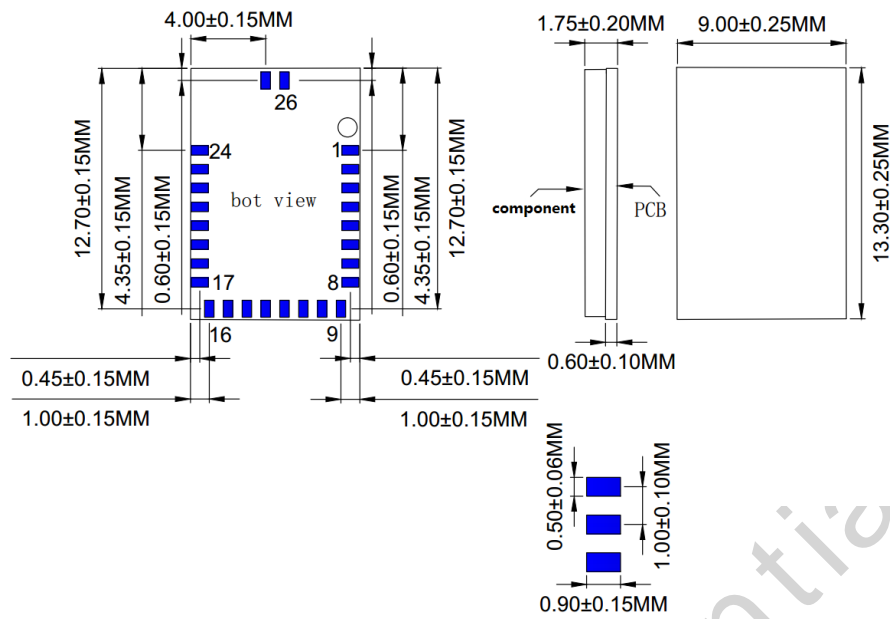 4.00±0.15MM
1.75±0.20MM
9.00±0.25MM
26
24
1
12.70±0.15MM
4.35±0.15MM
0.60±0.15MM
bot view
0.60±0.15MM
4.35±0.15MM
12.70±0.15MM
component
PCB
13.30±0.25MM
17
8
16
9
0.60±0.10MM
0.45±0.15MM
0.45±0.15MM
1.00±0.15MM
1.00±0.15MM
0.50±0.06MM
1.00±0.10MM
0.90±0.15MM
ntia